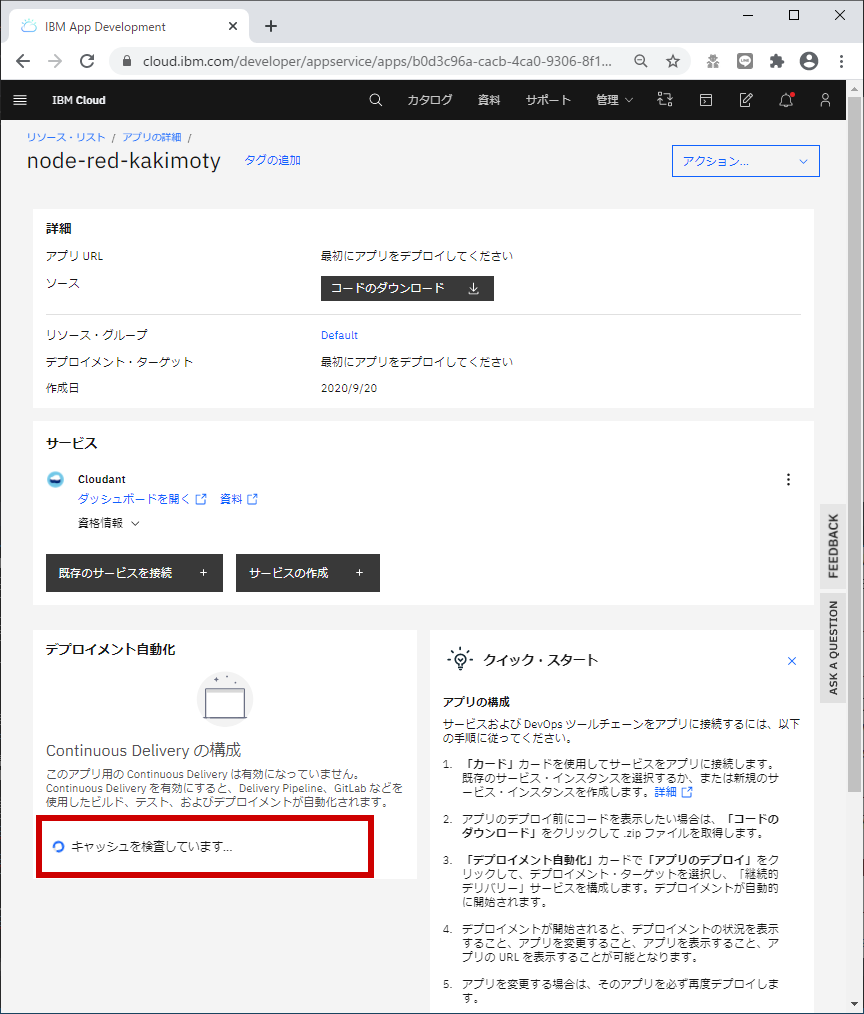 IBM App Development
cloud.ibm.com/developer/appservice/apps/b0d3c96a-cacb-4ca0-9306-8f1...
IBM Cloud
カタログ
資料
サポート
管理
リソース・リスト / アプリの詳細 /
node-red-kakimoty
タグの追加
アクション...
詳細
アプリ URL
最初にアプリをデプロイしてください
ソース
コードのダウンロード
リソース・グループ
Default
デプロイメント・ターゲット
最初にアプリをデプロイしてください
作成日
2020/9/20
サービス
Cloudant
ダッシュボードを開く
資料
資格情報
既存のサービスを接続 +
サービスの作成 +
FEEDBACK
ASK A QUESTION
デプロイメント自動化
Continuous Delivery の構成
このアプリ用の Continuous Delivery は有効になっていません。
Continuous Delivery を有効にすると、Delivery Pipeline、GitLab などを
使用したビルド、テスト、およびデプロイメントが自動化されます。
キャッシュを検査しています...
クイック・スタート
アプリの構成
サービスおよび DevOps ツールチェーンをアプリに接続するには、以下
の手順に従ってください。
1. 「カード」カードを使用してサービスをアプリに接続します。
既存のサービス・インスタンスを選択するか、または新規のサ
ービス・インスタンスを作成します。詳細
2. アプリのデプロイ前にコードを表示したい場合は、「コードの
ダウンロード」をクリックして .zip ファイルを取得します。
3. 「デプロイメント自動化」カードで「アプリのデプロイ」をク
リックして、デプロイメント・ターゲットを選択し、「継続的
デリバリー」サービスを構成します。デプロイメントが自動的
に開始されます。
4. デプロイメントが開始されると、デプロイメントの状況を表示
すること、アプリを変更すること、アプリを表示すること、ア
プリの URL を表示することが可能となります。
5. アプリを変更する場合は、そのアプリを必ず再度デプロイしま
す。